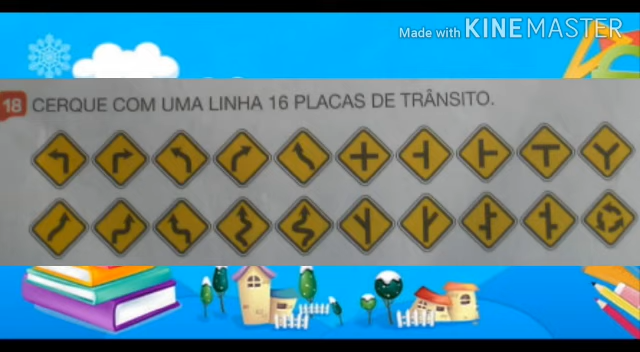 Made with KINEMASTER
18 CERQUE COM UMA LINHA 16 PLACAS DE TRÂNSITO.